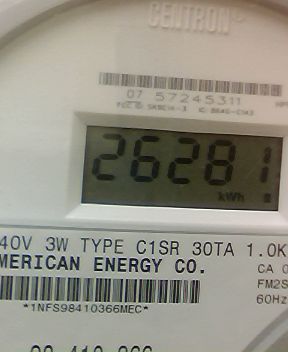 CENTRON
07 57245311
26281
kWh
40V 3W TYPE C1SR 30TA 1.0K
MERICAN ENERGY CO.
CA 0
FM2S
60Hz
*1NFS98410366MEC*